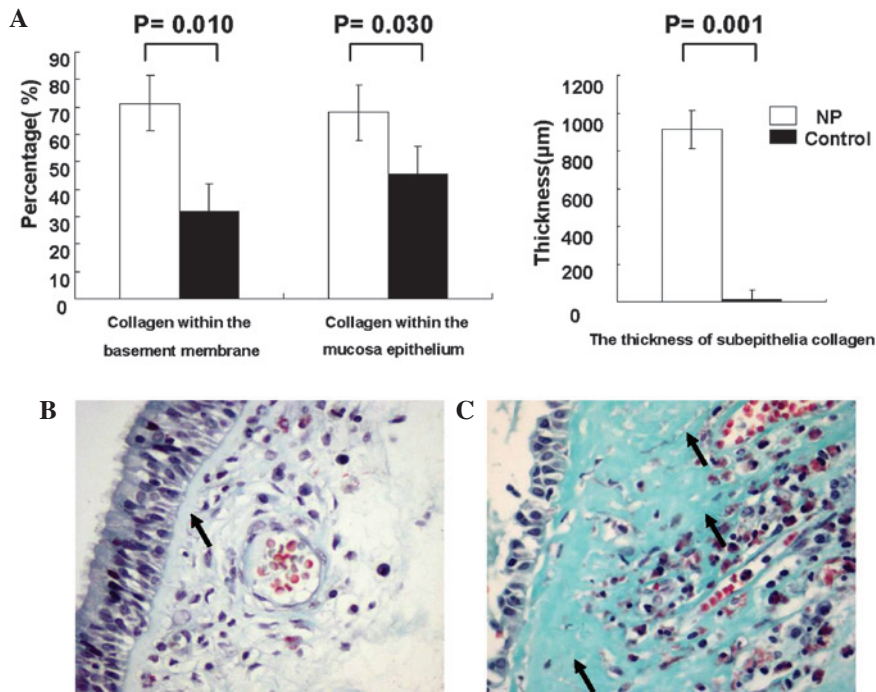 A
P= 0.010
P= 0.030
P= 0.001
Percentage( %)
90
80
70
60
50
40
30
20
10
0
Collagen within the
basement membrane
Collagen within the
mucosa epithelium
Thickness(μm)
1200
1000
800
600
400
200
0
NP
Control
The thickness of subepithelia collagen
B
C